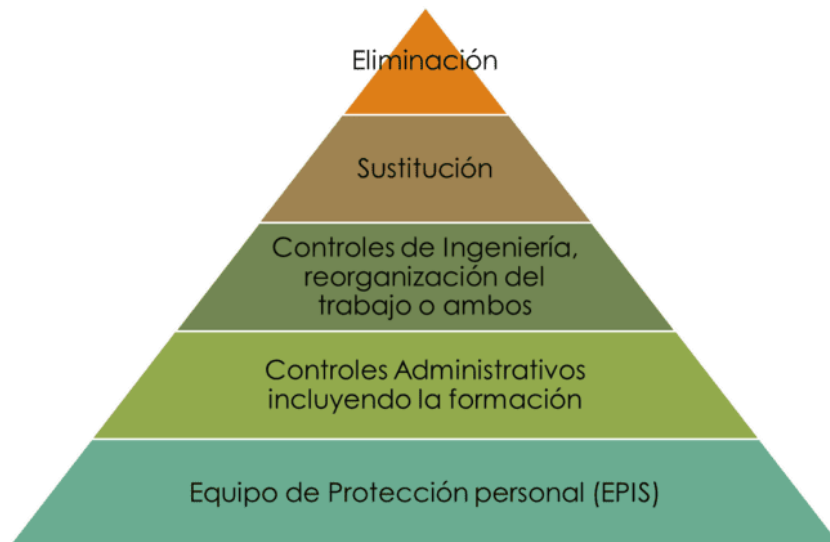 Eliminación
Sustitución
Controles de Ingeniería,
reorganización del
trabajo o ambos
Controles Administrativos
incluyendo la formación
Equipo de Protección personal (EPIS)